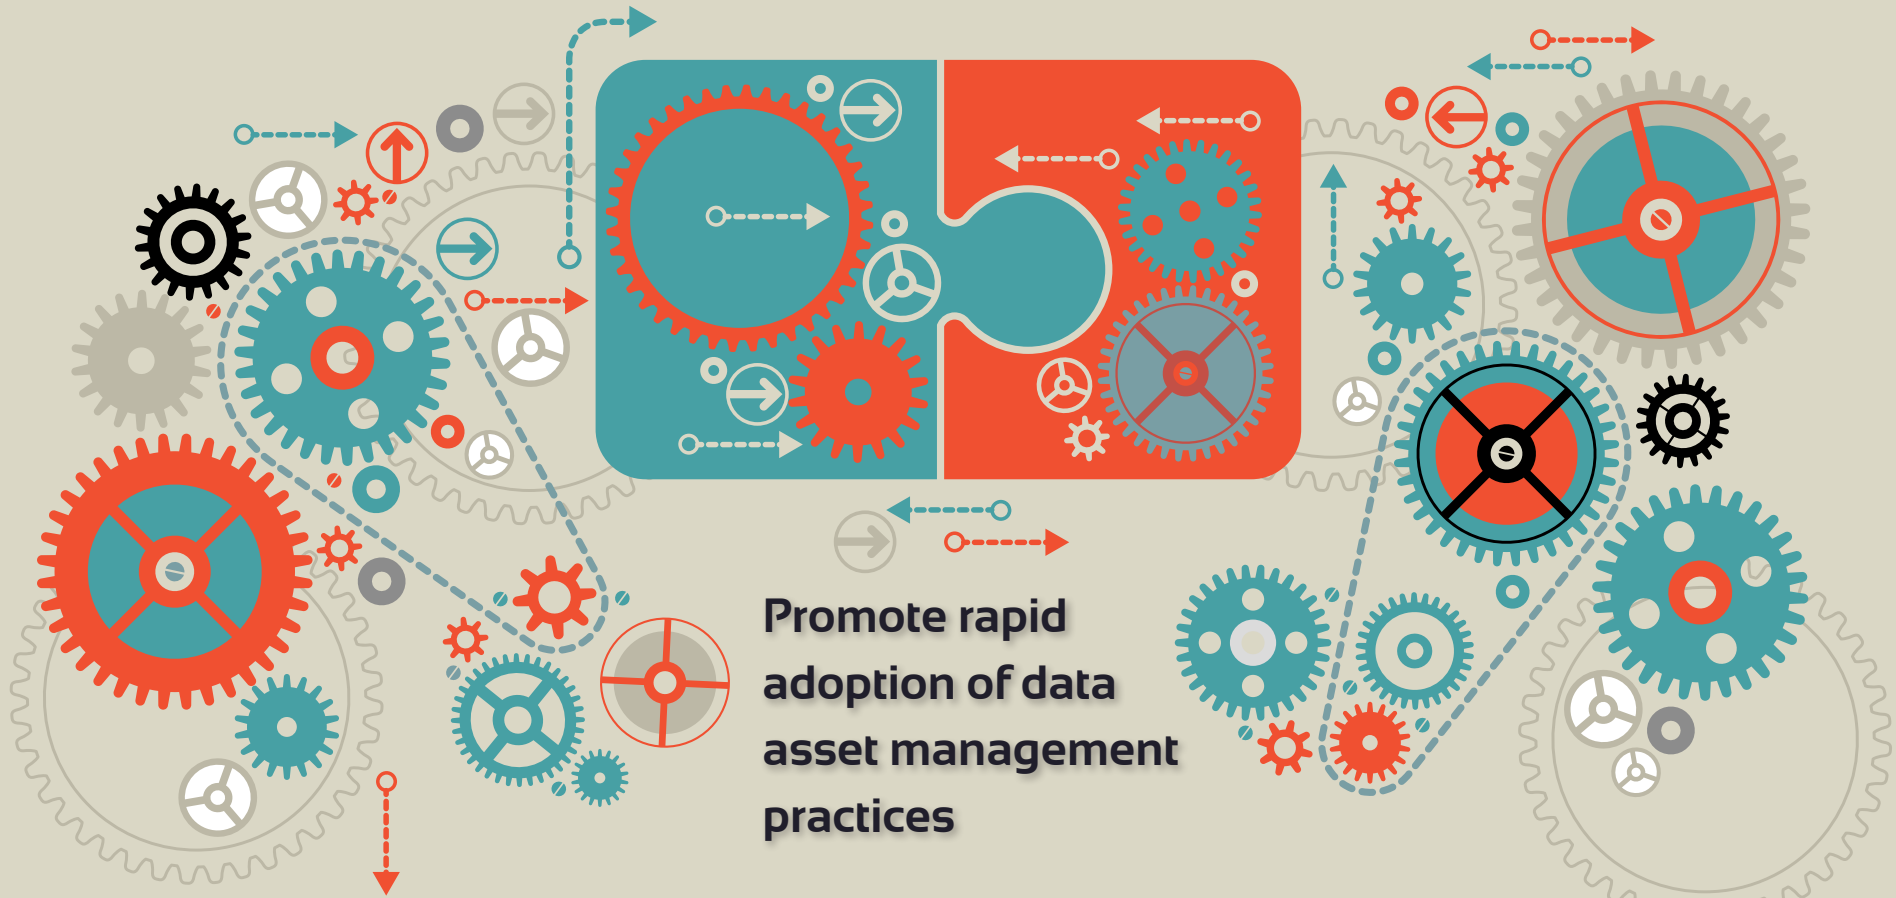 Promote rapid
adoption of data
asset management
practices